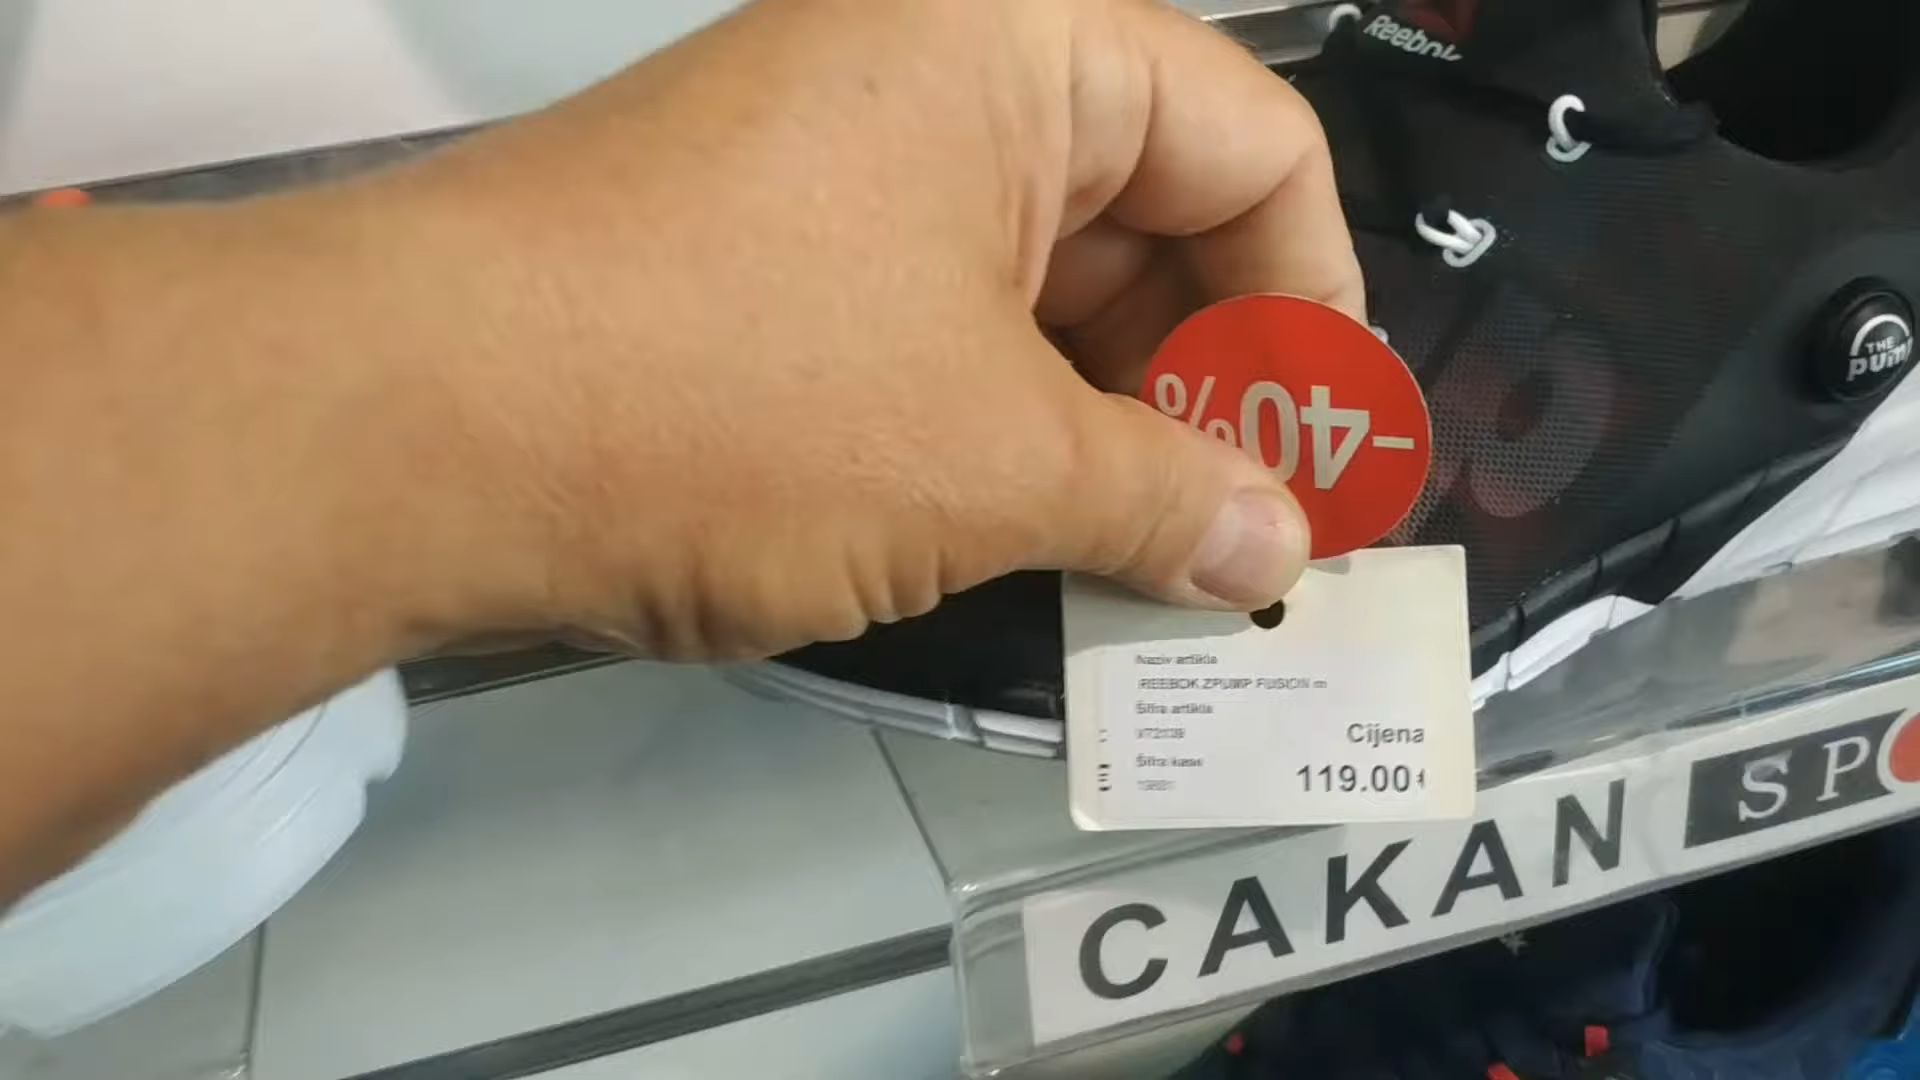 Reebok
THE
PUMP
-40%
Naziv artikla
REEBOK ZPUMP FUSION m
Šifra artikla
Cijena
Šifra kase
119.00€
CAKAN SP